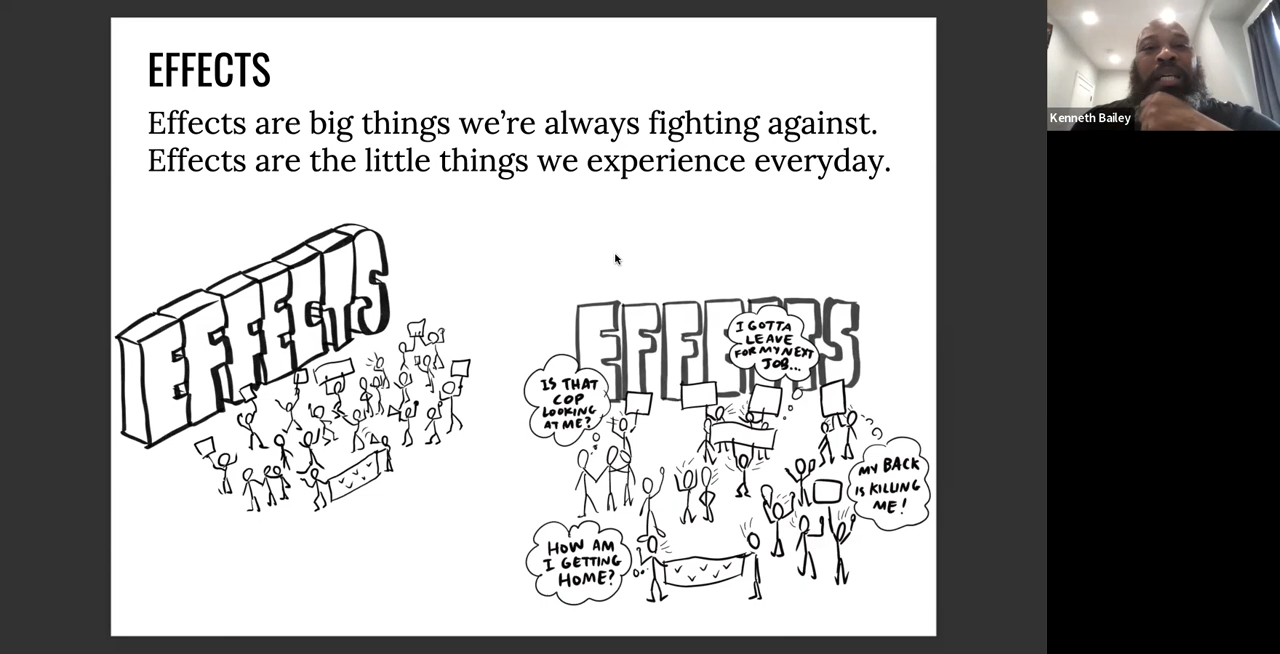 EFFECTS
Effects are big things we’re always fighting against.
Effects are the little things we experience everyday.
EFFECTS
EFFECTS
I GOTTA
LEAVE
FOR MY NEXT
JOB...
IS THAT
COP
LOOKING
AT ME?
MY BACK
IS KILLING
ME!
HOW AM
I GETTING
HOME?
Kenneth Bailey